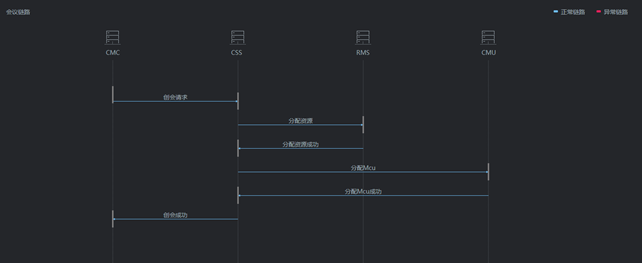 会议链路
正常链路
异常链路
CMC
CSS
RMS
CMU
创会请求
分配资源
分配资源成功
分配Mcu
分配Mcu成功
创会成功